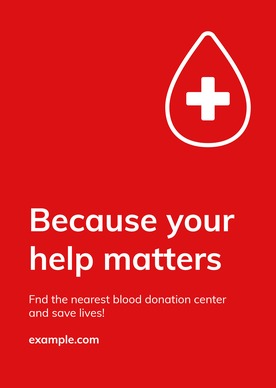 Because your
help matters
Fnd the nearest blood donation center
and save lives!
example.com